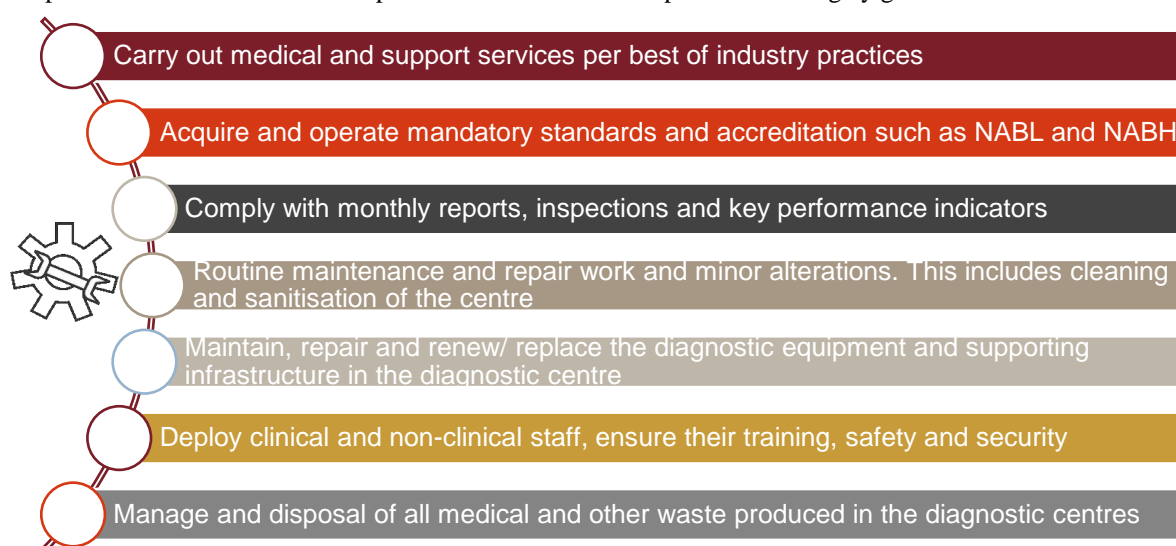 Carry out medical and support services per best of industry practices
Acquire and operate mandatory standards and accreditation such as NABL and NABH
Comply with monthly reports, inspections and key performance indicators
Routine maintenance and repair work and minor alterations. This includes cleaning
and sanitisation of the centre
Maintain, repair and renew/ replace the diagnostic equipment and supporting
infrastructure in the diagnostic centre
Deploy clinical and non-clinical staff, ensure their training, safety and security
Manage and disposal of all medical and other waste produced in the diagnostic centres